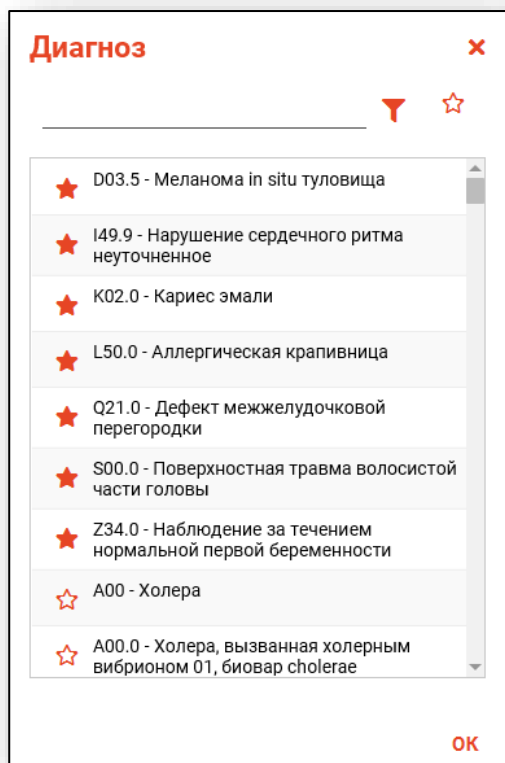 Диагноз
D03.5 - Меланома in situ туловища
I49.9 - Нарушение сердечного ритма
неуточненное
K02.0 - Кариес эмали
L50.0 - Аллергическая крапивница
Q21.0 - Дефект межжелудочковой
перегородки
S00.0 - Поверхностная травма волосистой
части головы
Z34.0 - Наблюдение за течением
нормальной первой беременности
A00 - Холера
A00.0 - Холера, вызванная холерным
вибрионом 01, биовар cholerae
ОК